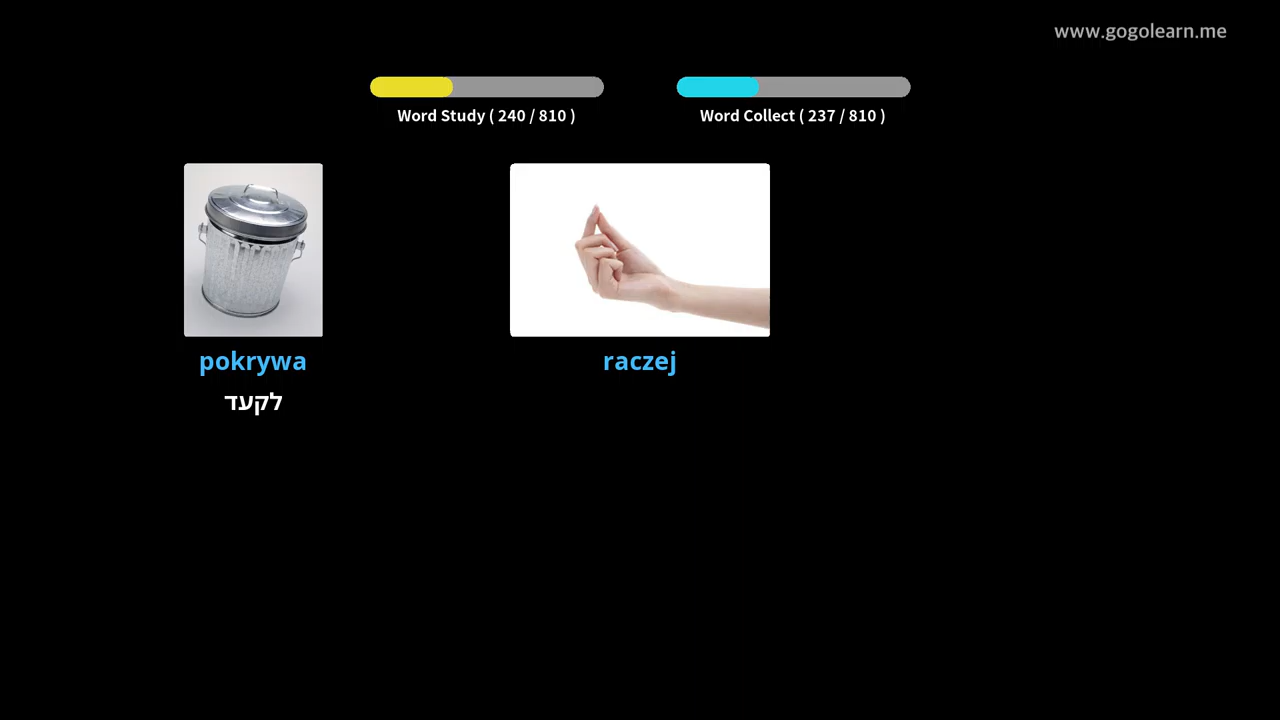 www.gogolearn.me
Word Study ( 240 / 810 )
Word Collect ( 237 / 810 )
pokrywa
raczej
לקעד